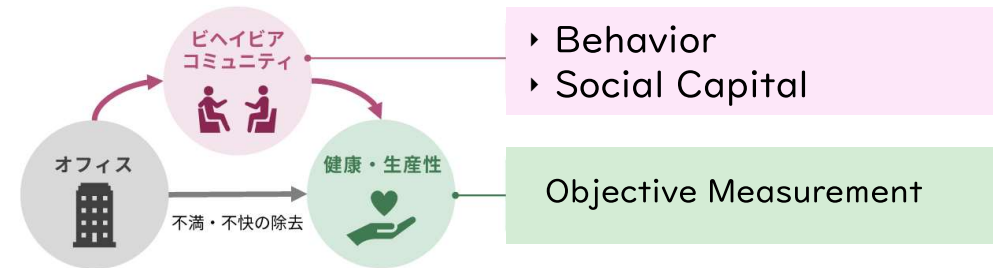 ビヘイビア
コミュニティ
オフィス
不満・不快の除去
健康・生産性
‣ Behavior
‣ Social Capital
Objective Measurement